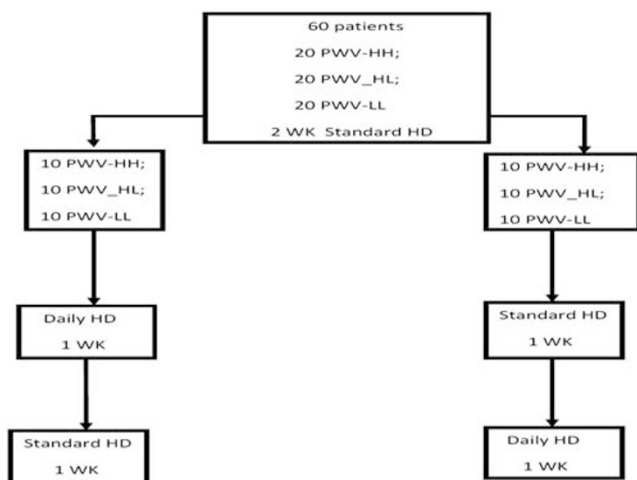 60 patients
20 PWV-HH;
20 PWV_HL;
20 PWV-LL
2 WK Standard HD
10 PWV-HH;
10 PWV_HL;
10 PWV-LL
10 PWV-HH;
10 PWV_HL;
10 PWV-LL
Daily HD
1 WK
Standard HD
1 WK
Standard HD
1 WK
Daily HD
1 WK